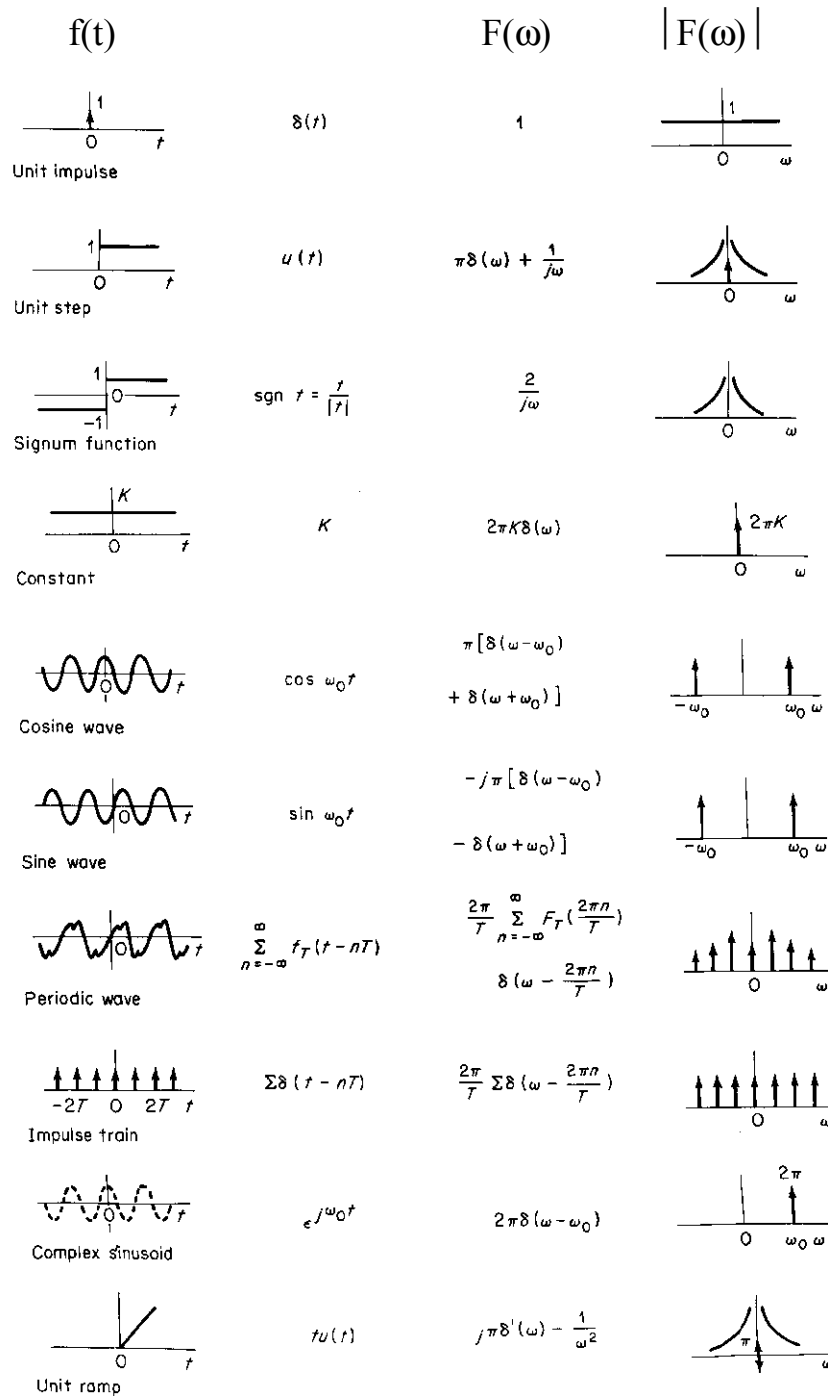 f(t) F(ω) |F(ω)|
1
0 t
Unit impulse
δ(t)
1
1
0 ω
1
0 t
Unit step
u(t)
πδ(ω) + 1/jω
0 ω
1
0
-1 t
Signum function
sgn t = t/|t|
2/jω
0 ω
K
0 t
Constant
K
2πKδ(ω)
2πK
0 ω
0 t
Cosine wave
cos ω₀t
π[δ(ω-ω₀)
+ δ(ω+ω₀)]
-ω₀ ω₀ ω
0 t
Sine wave
sin ω₀t
-jπ[δ(ω-ω₀)
- δ(ω+ω₀)]
-ω₀ ω₀ ω
0 t
Periodic wave
∞
Σ f_T(t-nT)
n=-∞
2π/T Σ_{n=-∞}^{∞} F_T(2πn/T)
δ(ω - 2πn/T)
0 ω
-2T 0 2T t
Impulse train
Σδ(t-nT)
2π/T Σδ(ω - 2πn/T)
0 ω
0 t
Complex sinusoid
ϵ^{jω₀t}
2πδ(ω-ω₀)
2π
0 ω₀ ω
0 t
Unit ramp
tu(t)
jπδ'(ω) - 1/ω²
π
ω